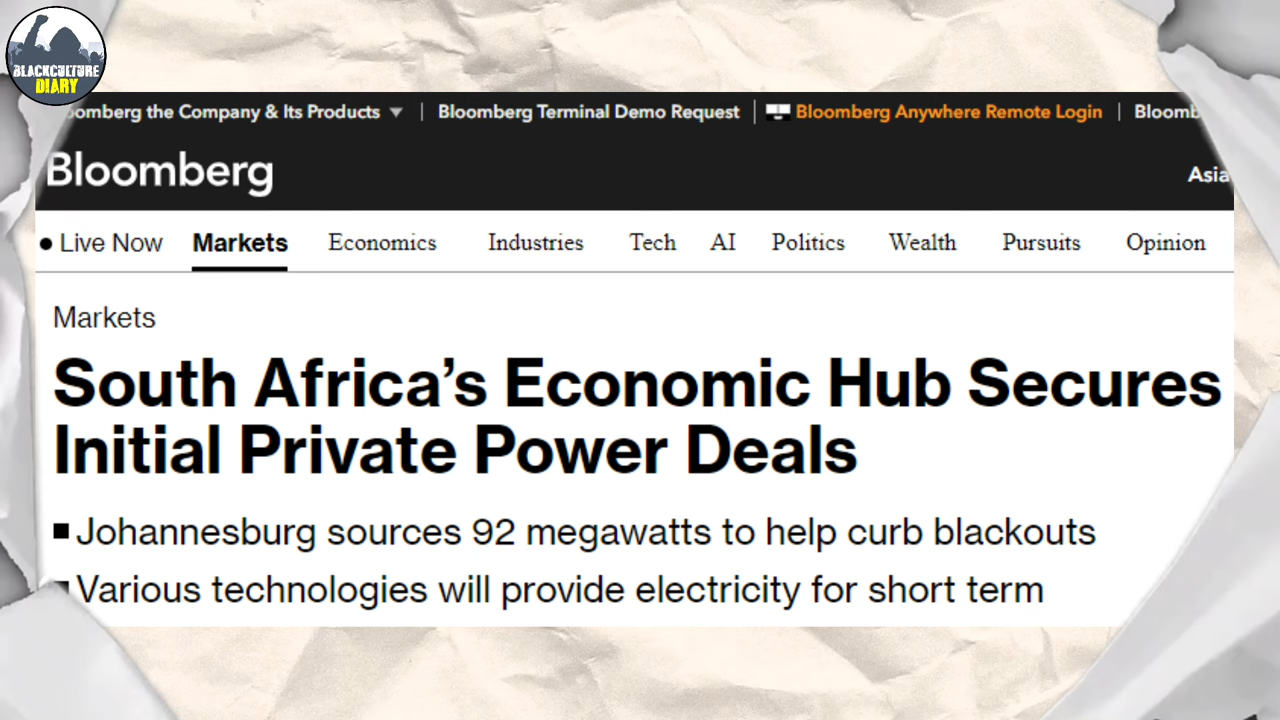 BLACKCULTURE
DIARY
oomberg the Company & Its Products ▼ | Bloomberg Terminal Demo Request | Bloomberg Anywhere Remote Login | Bloomb
Bloomberg
Asia
• Live Now Markets Economics Industries Tech AI Politics Wealth Pursuits Opinion
Markets
South Africa’s Economic Hub Secures
Initial Private Power Deals
■ Johannesburg sources 92 megawatts to help curb blackouts
■ Various technologies will provide electricity for short term